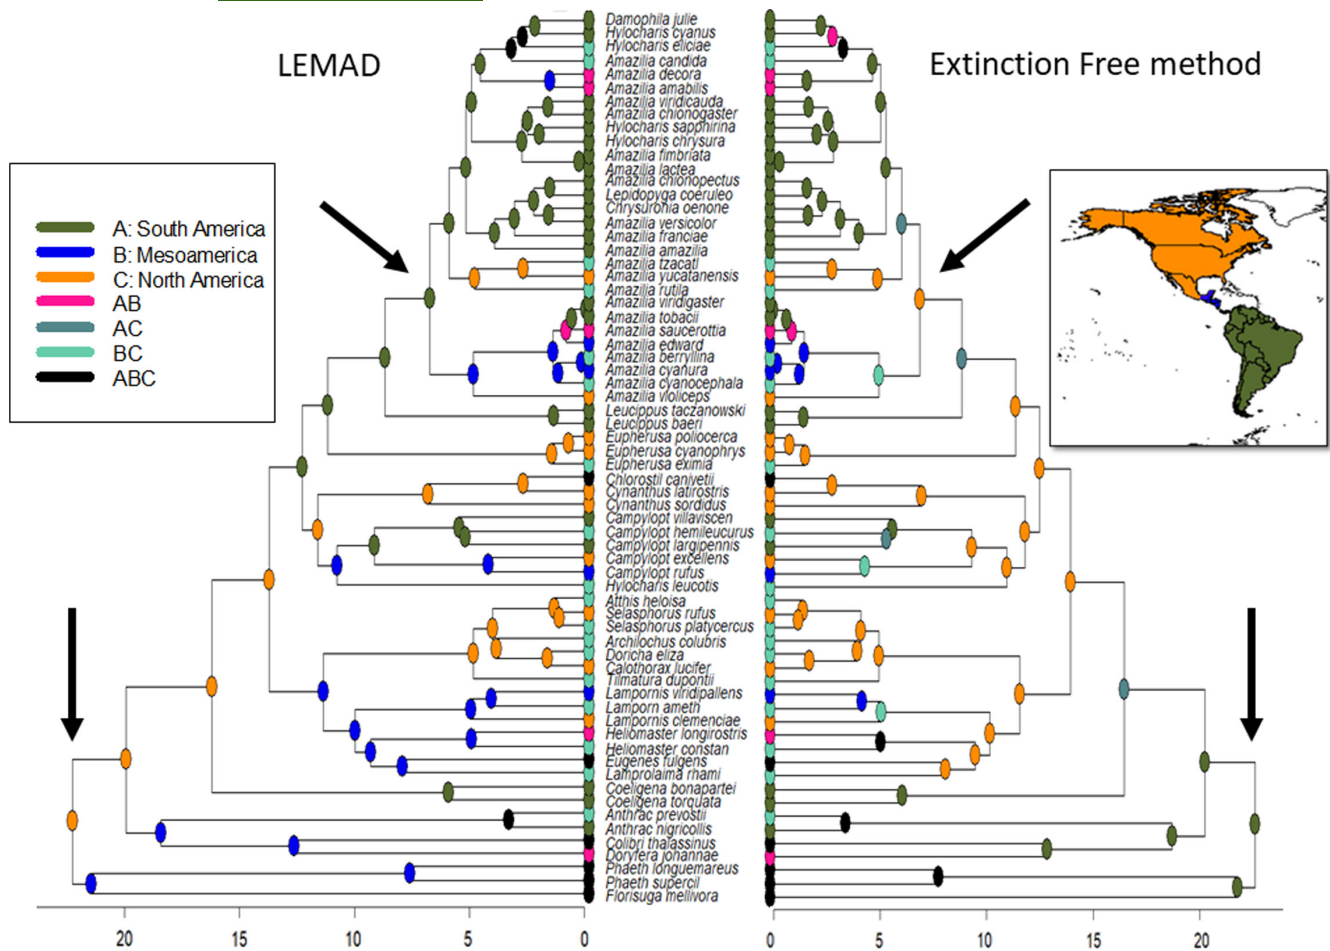 LEMAD
Extinction Free method
A: South America
B: Mesoamerica
C: North America
AB
AC
BC
ABC
Damophila julie
Hylocharis cyanus
Hylocharis eliciae
Amazilia candida
Amazilia decora
Amazilia amabilis
Amazilia viridicauda
Amazilia chionogaster
Hylocharis sapphirina
Hylocharis chrysura
Amazilia fimbriata
Amazilia lactea
Amazilia chionopectus
Lepidopyga coeruleo
Chrysuronia oenone
Amazilia versicolor
Amazilia franciae
Amazilia amazilia
Amazilia tzacatl
Amazilia yucatanensis
Amazilia rutila
Amazilia viridigaster
Amazilia tobacii
Amazilia saucerottia
Amazilia edward
Amazilia beryllina
Amazilia cyanura
Amazilia cyanocephala
Amazilia violiceps
Leucippus taczanowski
Leucippus baeri
Eupherusa poliocerca
Eupherusa cyanophrys
Eupherusa eximia
Chlorostil canivetii
Cynanthus latirostris
Cynanthus sordidus
Campylopt villaviscen
Campylopt hemileucurus
Campylopt largipennis
Campylopt excellens
Campylopt rufus
Hylocharis leucotis
Atthis heloisa
Selasphorus rufus
Selasphorus platycercus
Archilochus colubris
Doricha eliza
Calothorax lucifer
Tilmatura dupontii
Lampornis viridipallens
Lamporn ameth
Lampornis clemenciae
Heliomaster longirostris
Heliomaster constan
Eugenes fulgens
Lamprolaima rhami
Coeligena bonapartei
Coeligena torquata
Anthrac prevostii
Anthrac nigricollis
Colibri thalassinus
Doryfera johannae
Phaeth longuemareus
Phaeth supercil
Florisuga mellivora
20 15 10 5 0
0 5 10 15 20